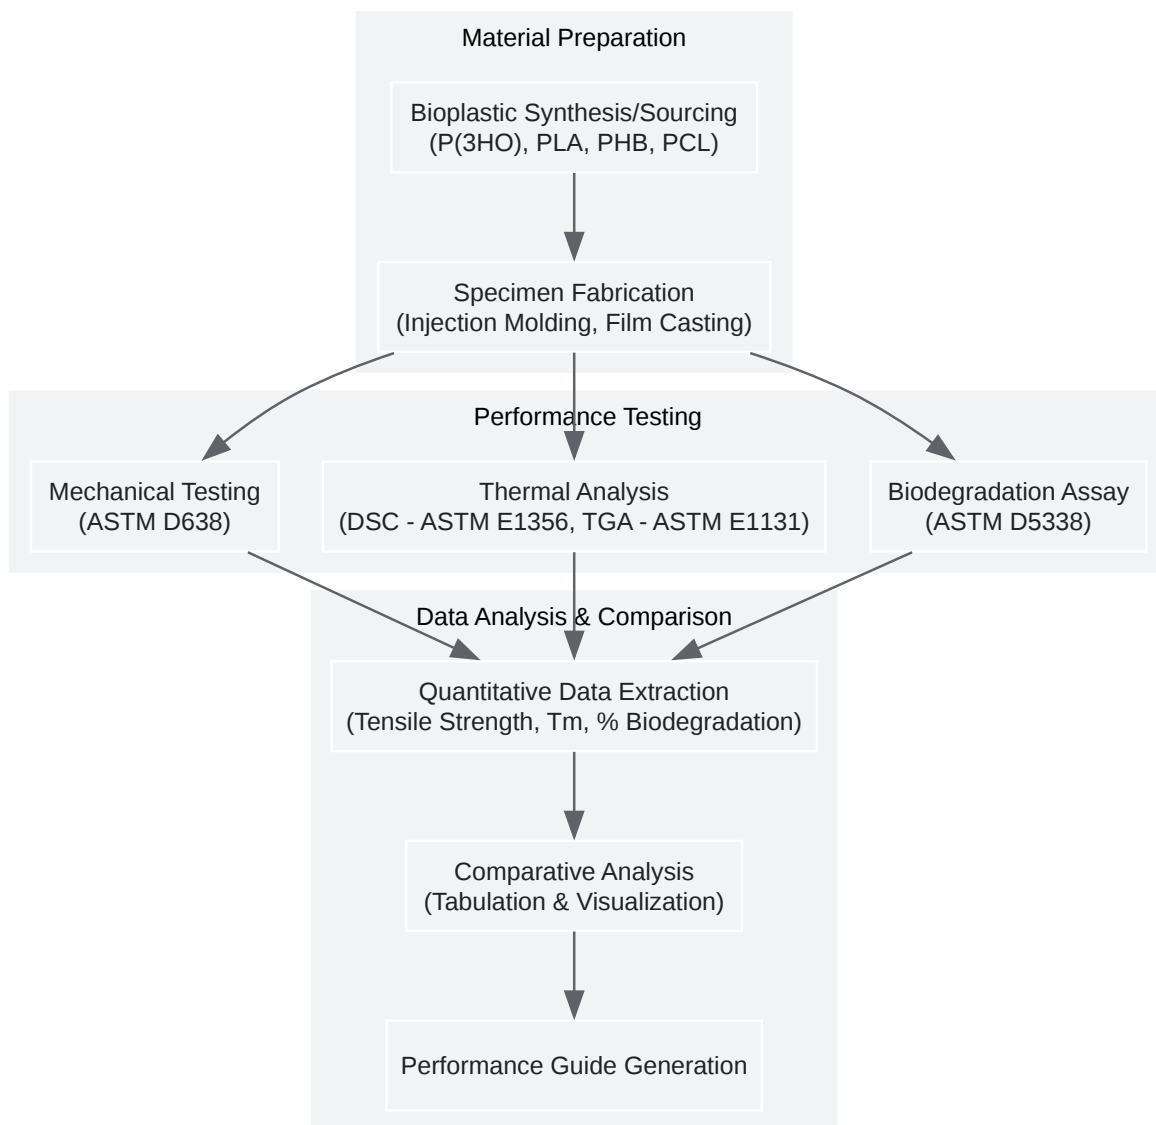 Material Preparation
Bioplastic Synthesis/Sourcing
(P(3HO), PLA, PHB, PCL)
Specimen Fabrication
(Injection Molding, Film Casting)
Performance Testing
Mechanical Testing
(ASTM D638)
Thermal Analysis
(DSC - ASTM E1356, TGA - ASTM E1131)
Biodegradation Assay
(ASTM D5338)
Data Analysis & Comparison
Quantitative Data Extraction
(Tensile Strength, Tm, % Biodegradation)
Comparative Analysis
(Tabulation & Visualization)
Performance Guide Generation